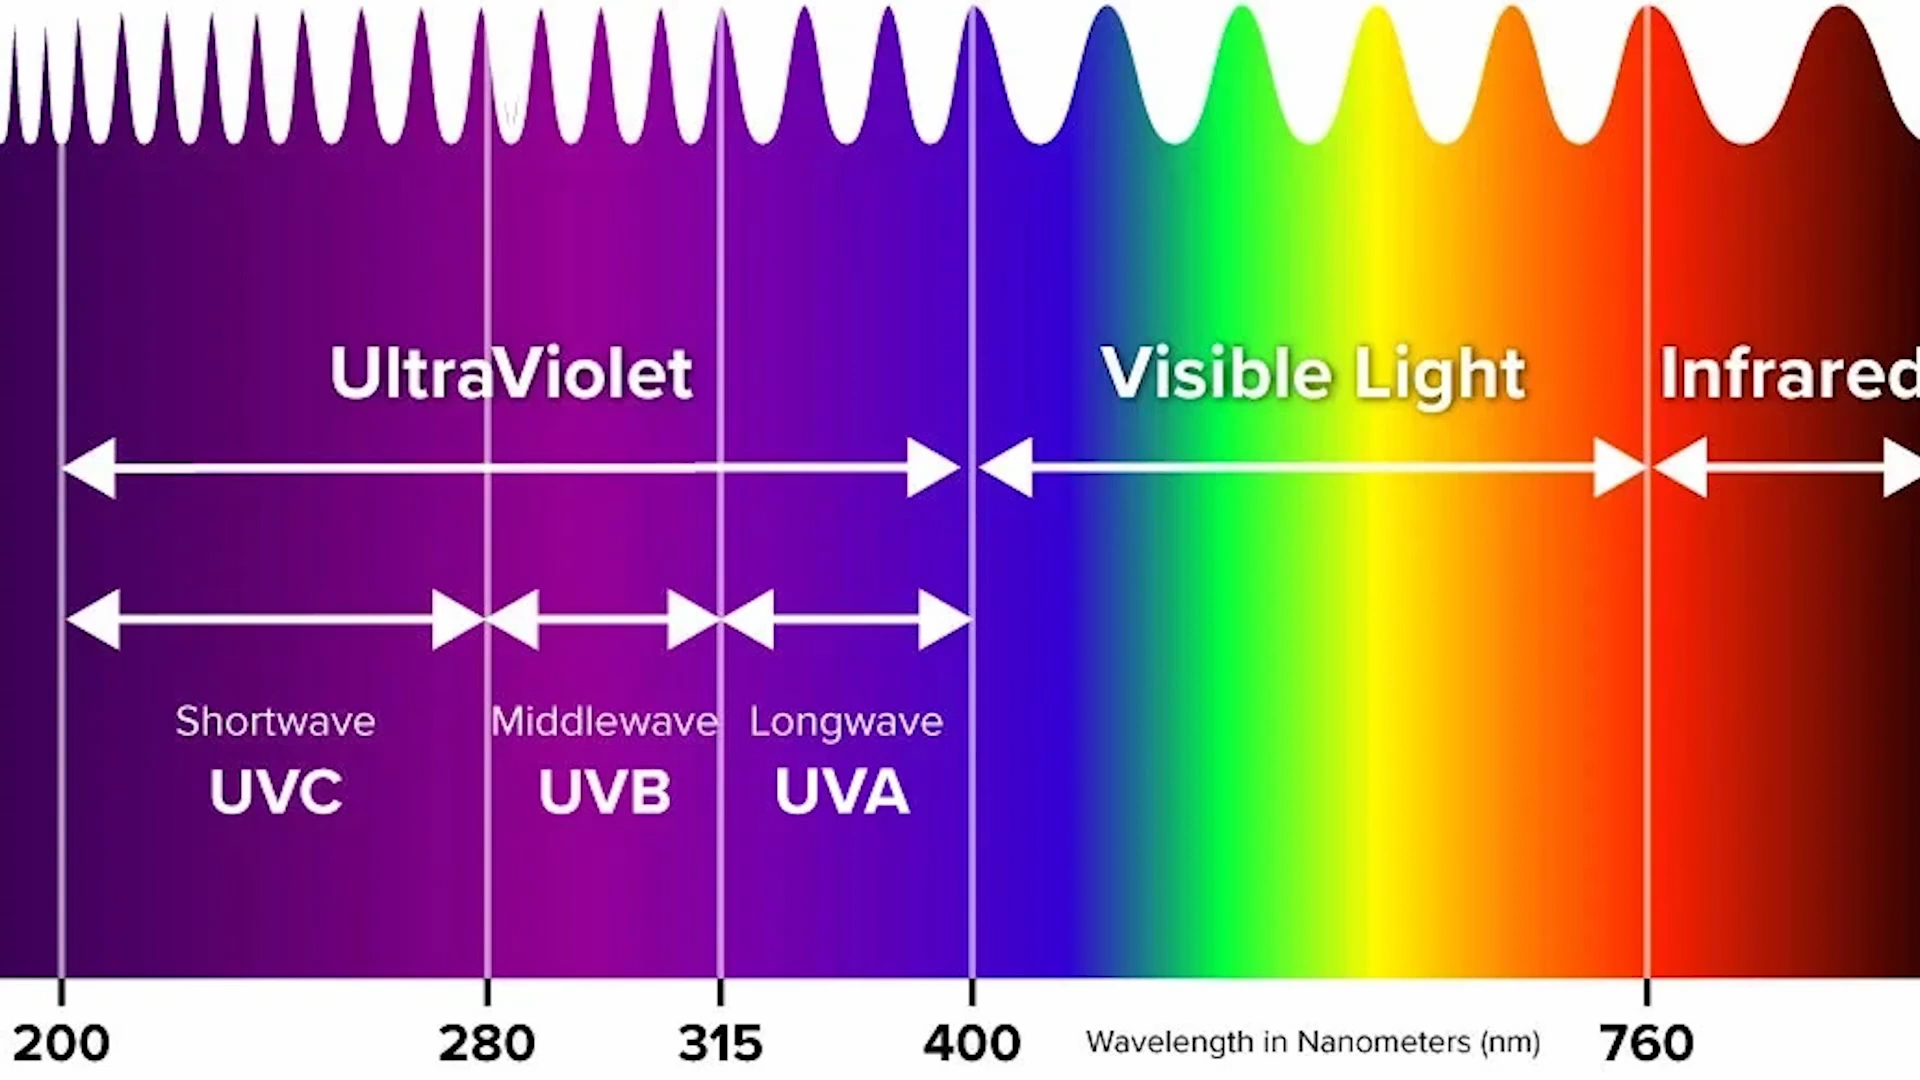 UltraViolet
Visible Light
Infrared
Shortwave
UVC
Middlewave
UVB
Longwave
UVA
200
280
315
400
Wavelength in Nanometers (nm)
760